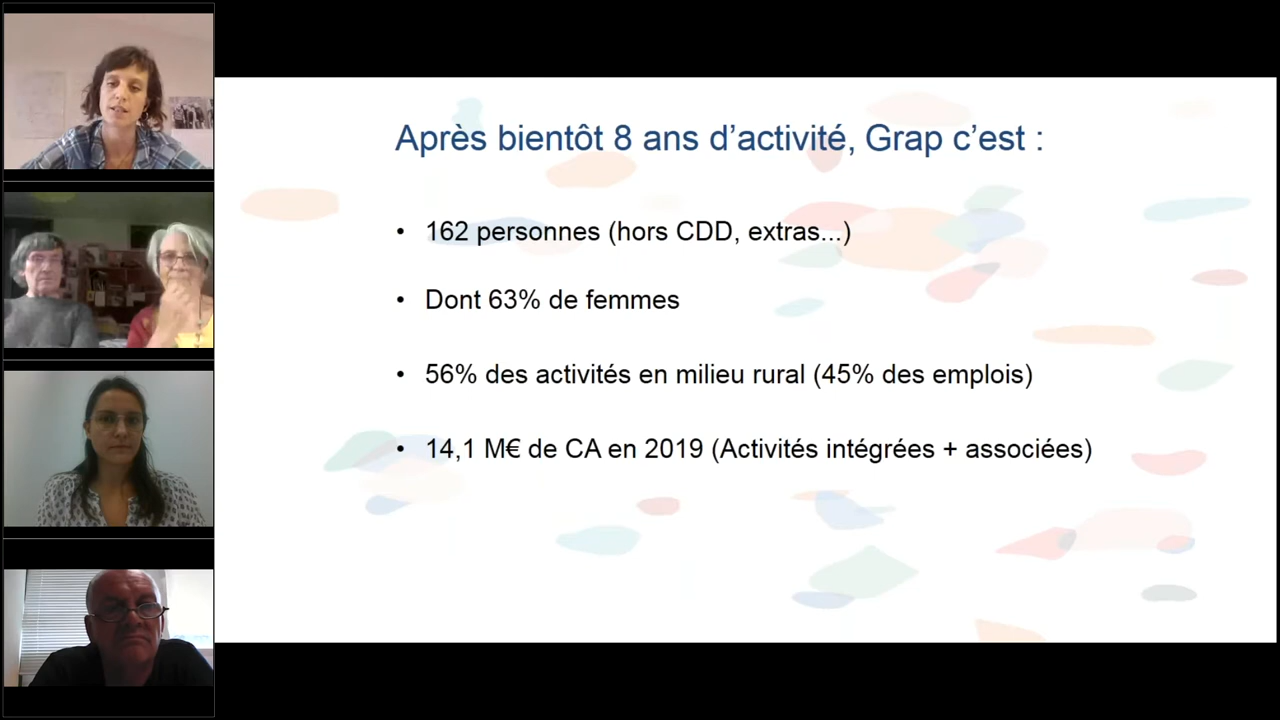 Après bientôt 8 ans d’activité, Grap c’est :
• 162 personnes (hors CDD, extras...)
• Dont 63% de femmes
• 56% des activités en milieu rural (45% des emplois)
• 14,1 M€ de CA en 2019 (Activités intégrées + associées)